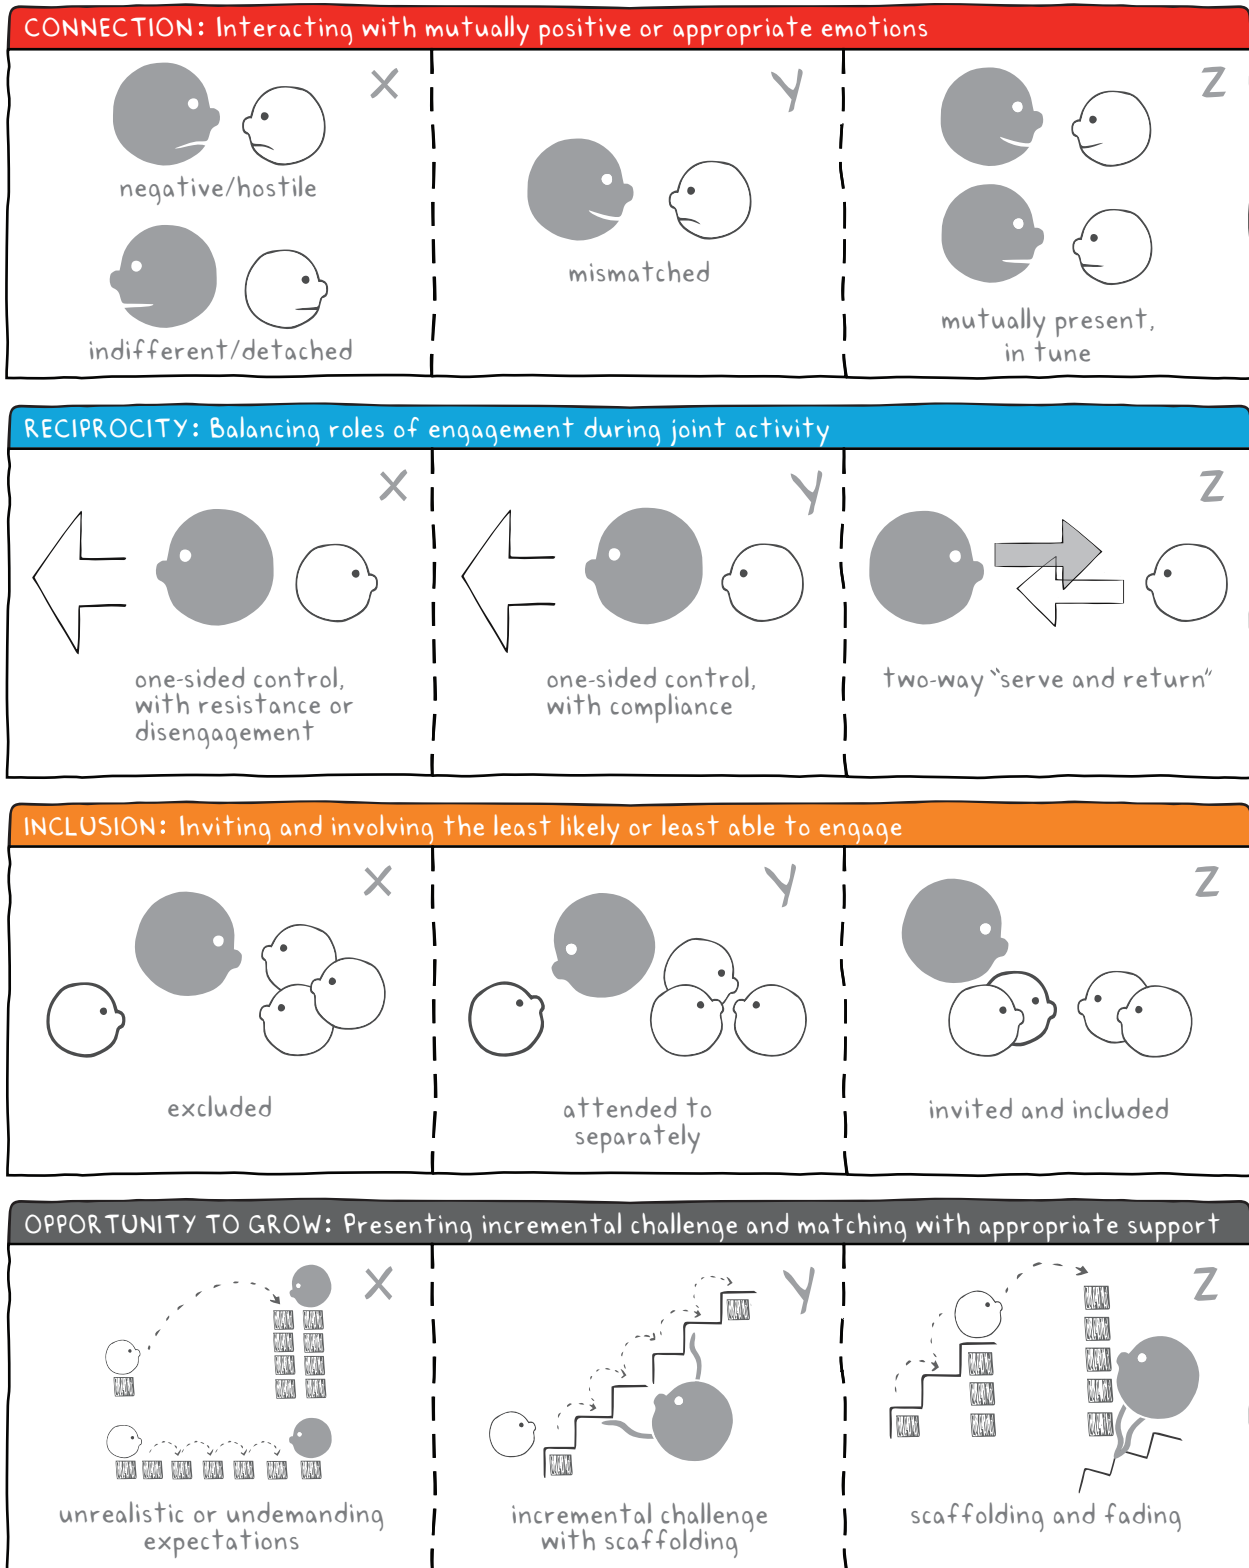 CONNECTION: Interacting with mutually positive or appropriate emotions
X
Y
Z
negative/hostile
indifferent/detached
mismatched
mutually present,
in tune
RECIPROCITY: Balancing roles of engagement during joint activity
X
Y
Z
one-sided control,
with resistance or
disengagement
one-sided control,
with compliance
two-way “serve and return”
INCLUSION: Inviting and involving the least likely or least able to engage
X
Y
Z
excluded
attended to
separately
invited and included
OPPORTUNITY TO GROW: Presenting incremental challenge and matching with appropriate support
X
Y
Z
unrealistic or undemanding
expectations
incremental challenge
with scaffolding
scaffolding and fading